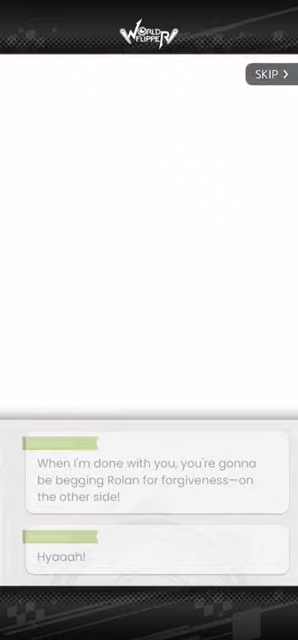 WORLD
FLIPPER
SKIP
When I'm done with you, you're gonna
be begging Rolan for forgiveness—on
the other side!
Hyaaah!